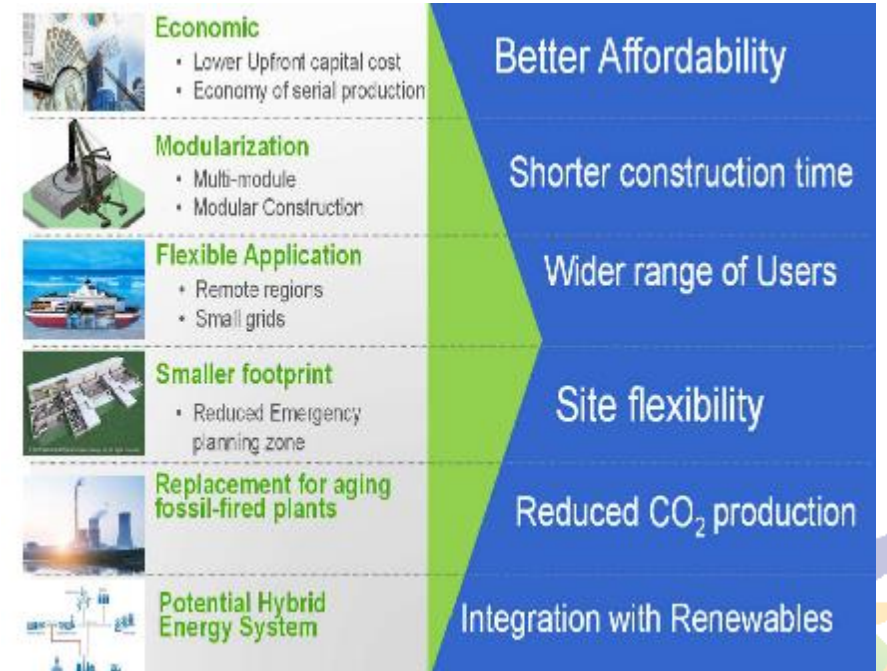 Economic
• Lower Upfront capital cost
• Economy of serial production
Better Affordability
Modularization
• Multi-module
• Modular Construction
Shorter construction time
Flexible Application
• Remote regions
• Small grids
Wider range of Users
Smaller footprint
• Reduced Emergency
planning zone
Site flexibility
Replacement for aging
fossil-fired plants
Reduced CO₂ production
Potential Hybrid
Energy System
Integration with Renewables